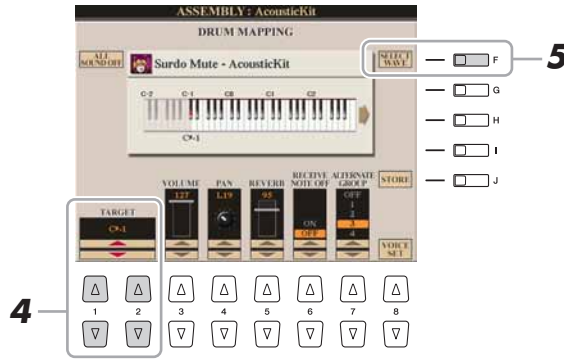 ASSEMBLY: AcousticKit
DRUM MAPPING
ALL
SOUND OFF
Surdo Mute - AcousticKit
SELECT
WAVE
5
F
C-2 C-1 C0 C1 C2
G
H
C#-1
I
VOLUME PAN REVERB RECEIVE
NOTE OFF ALTERNATE
GROUP
STORE
J
127 L19 95 OFF
1
2
TARGET
C#-1
ON 3
OFF 4
VOICE
SET
4
1 2 3 4 5 6 7 8